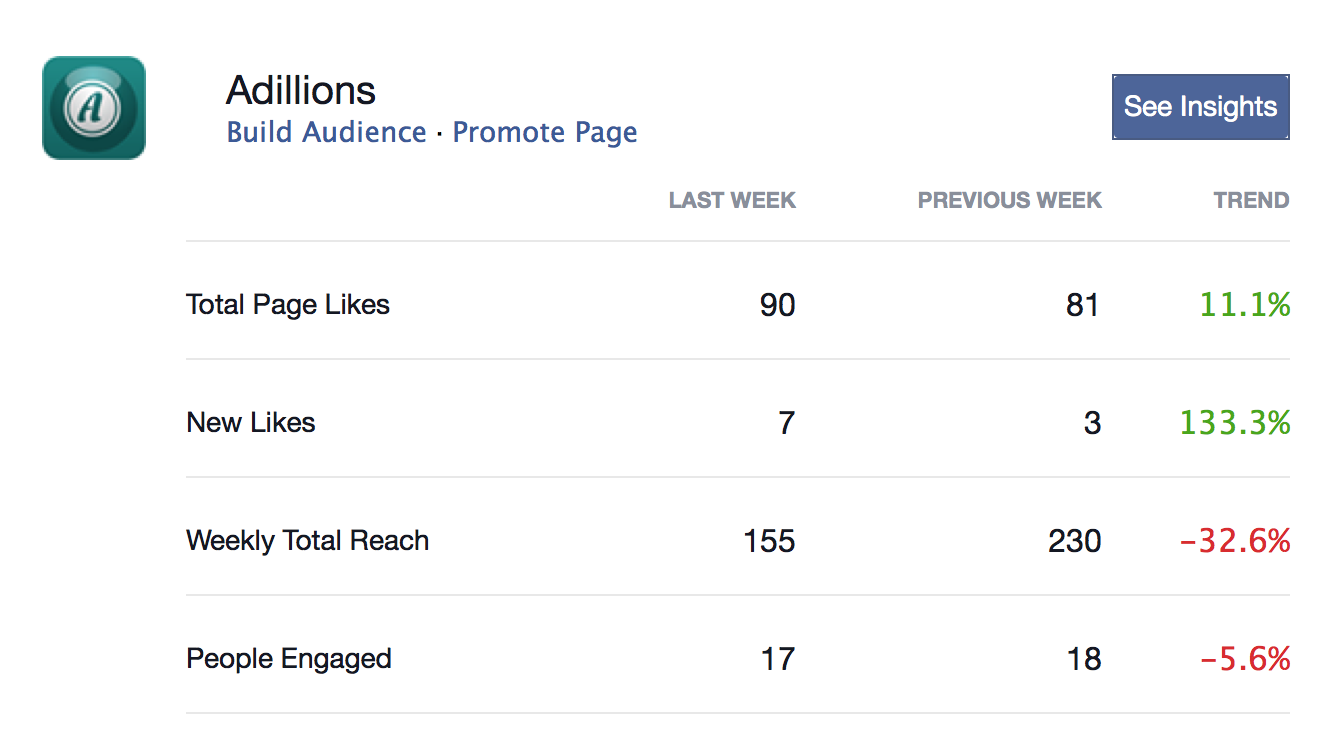 A
Adillions
Build Audience · Promote Page
See Insights
LAST WEEK PREVIOUS WEEK TREND
Total Page Likes 90 81 11.1%
New Likes 7 3 133.3%
Weekly Total Reach 155 230 -32.6%
People Engaged 17 18 -5.6%